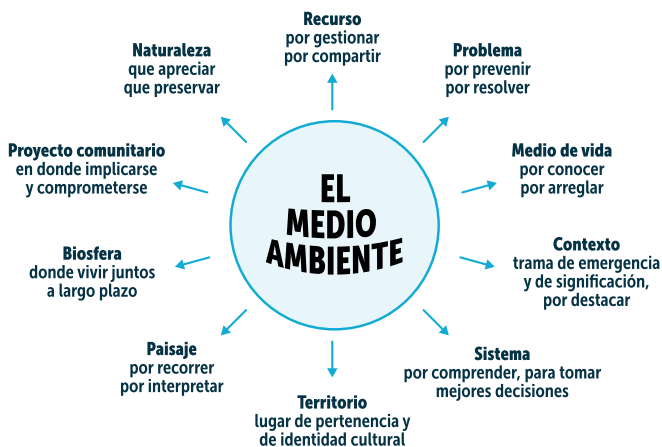 Recurso
por gestionar
por compartir
Problema
por prevenir
por resolver
Medio de vida
por conocer
por arreglar
Contexto
trama de emergencia
y de significación,
por destacar
Sistema
por comprender, para tomar
mejores decisiones
Territorio
lugar de pertenencia y
de identidad cultural
Paisaje
por recorrer
por interpretar
Biosfera
donde vivir juntos
a largo plazo
Proyecto comunitario
en donde implicarse
y comprometerse
Naturaleza
que apreciar
que preservar
EL
MEDIO
AMBIENTE